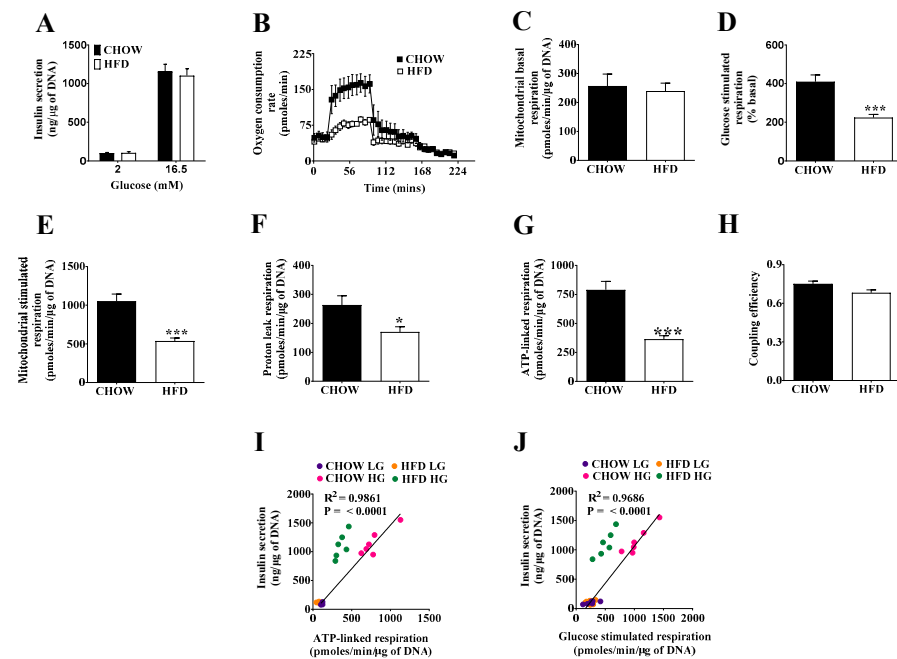 A
CHOW
HFD
Insulin secretion
(ng/µg of DNA)
1500
1000
500
0
2
16.5
Glucose (mM)
B
CHOW
HFD
Oxygen consumption
rate
(pmoles/min)
225
150
75
0
0
56
112
168
224
Time (mins)
C
Mitochondrial basal
respiration
(pmoles/min/µg of DNA)
400
300
200
100
0
CHOW
HFD
D
Glucose stimulated
respiration
(% basal)
600
400
200
0
***
CHOW
HFD
E
Mitochondrial stimulated
respiration
(pmoles/min/µg of DNA)
1500
1000
500
0
***
CHOW
HFD
F
Proton leak respiration
(pmoles/min/µg of DNA)
400
300
200
100
0
*
CHOW
HFD
G
ATP-linked respiration
(pmoles/min/µg of DNA)
1000
750
500
250
0
***
CHOW
HFD
H
Coupling efficiency
0.9
0.6
0.3
0.0
CHOW
HFD
I
CHOW LG
HFD LG
CHOW HG
HFD HG
R² = 0.9861
P = < 0.0001
Insulin secretion
(ng/µg of DNA)
2000
1500
1000
500
0
0
500
1000
1500
ATP-linked respiration
(pmoles/min/µg of DNA)
J
CHOW LG
HFD LG
CHOW HG
HFD HG
R² = 0.9686
P = < 0.0001
Insulin secretion
(ng/µg of DNA)
2000
1500
1000
500
0
0
500
1000
1500
2000
Glucose stimulated respiration
(pmoles/min/µg of DNA)